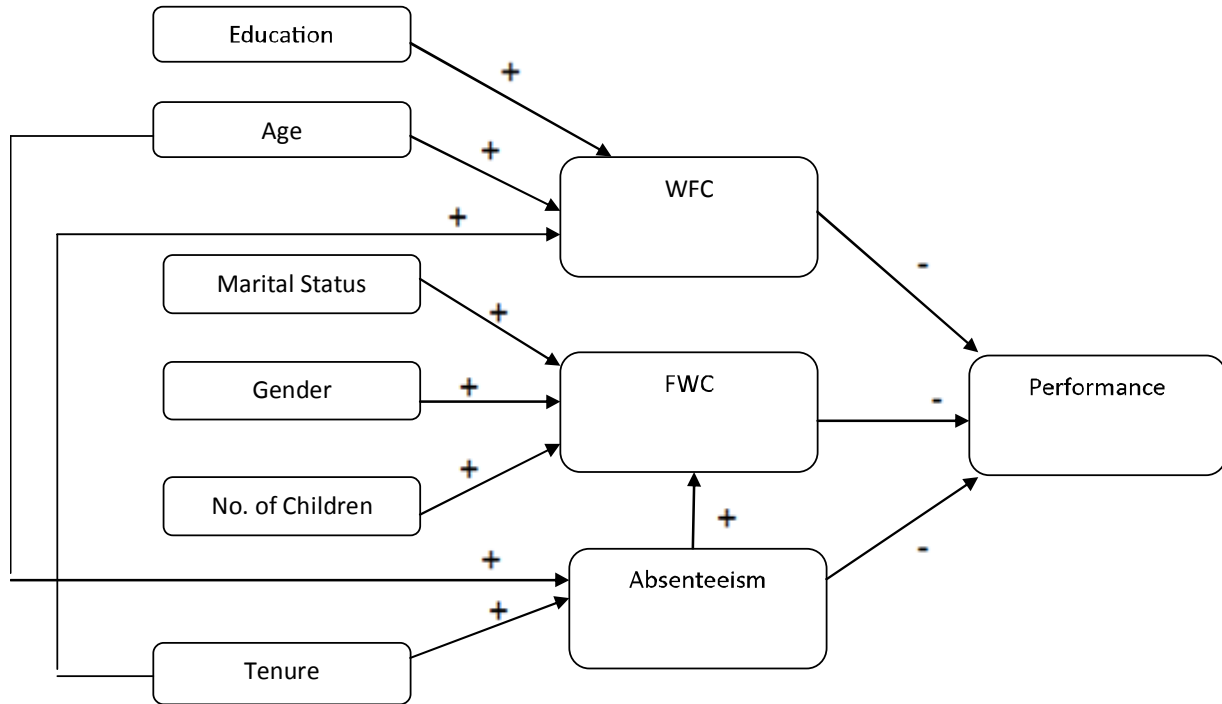 Education
+
Age
+
WFC
+
-
Marital Status
+
FWC
Performance
Gender
+
-
+
No. of Children
+
+
Absenteeism
-
+
Tenure